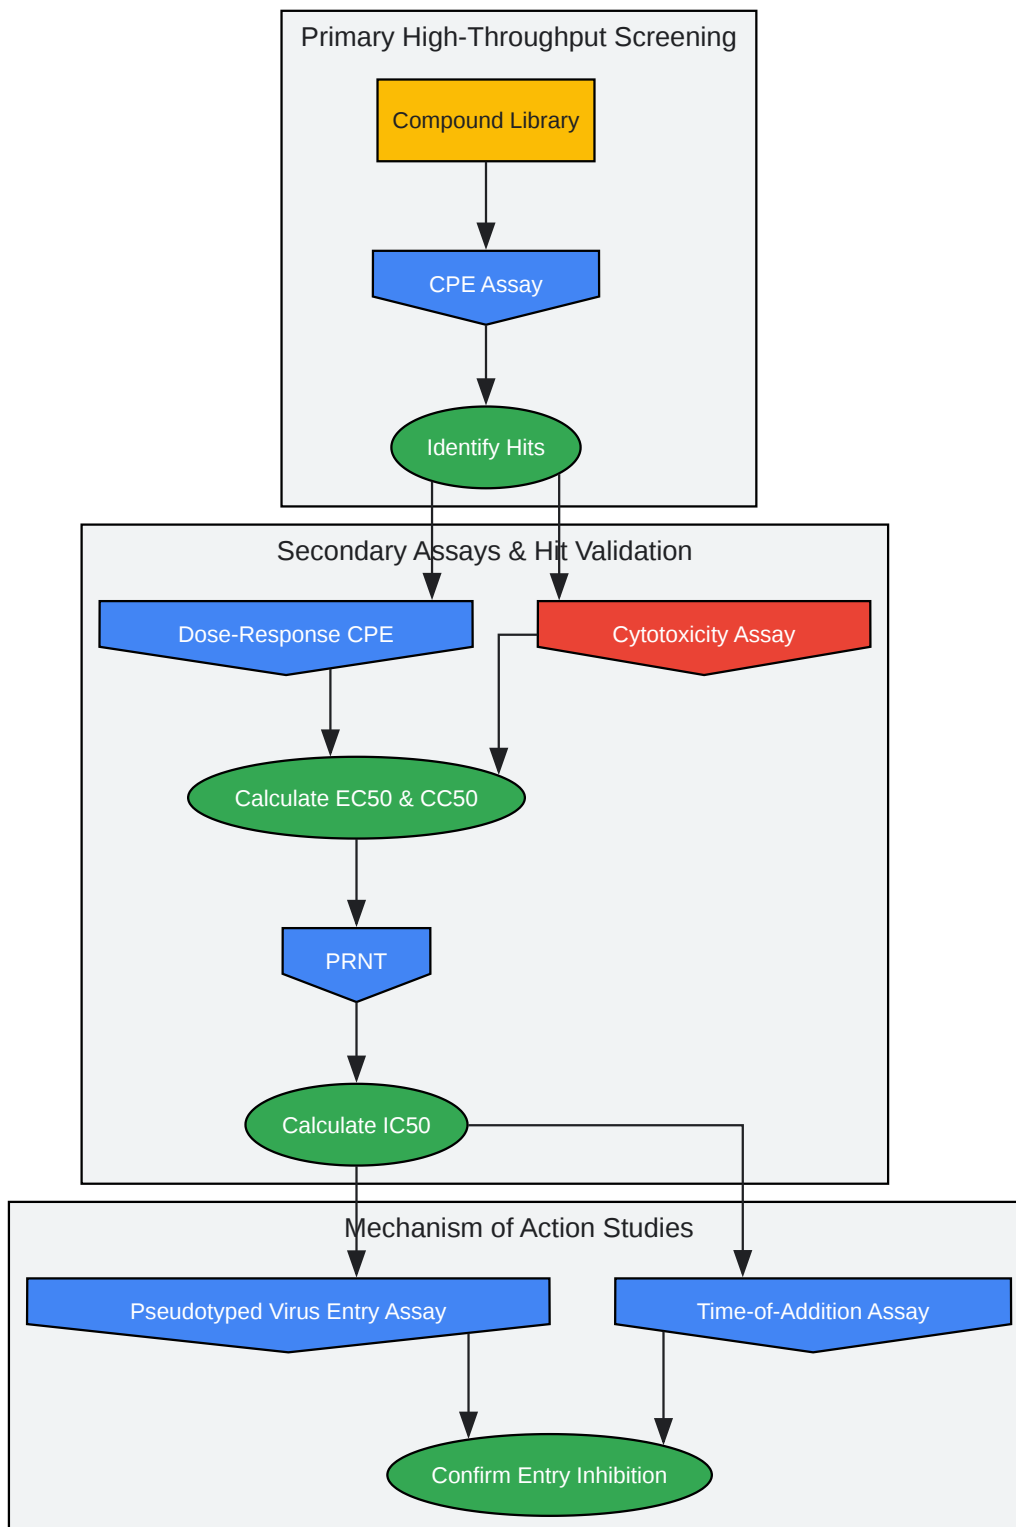 Primary High-Throughput Screening
Compound Library
CPE Assay
Identify Hits
Secondary Assays & Hit Validation
Dose-Response CPE
Cytotoxicity Assay
Calculate EC50 & CC50
PRNT
Calculate IC50
Mechanism of Action Studies
Pseudotyped Virus Entry Assay
Time-of-Addition Assay
Confirm Entry Inhibition